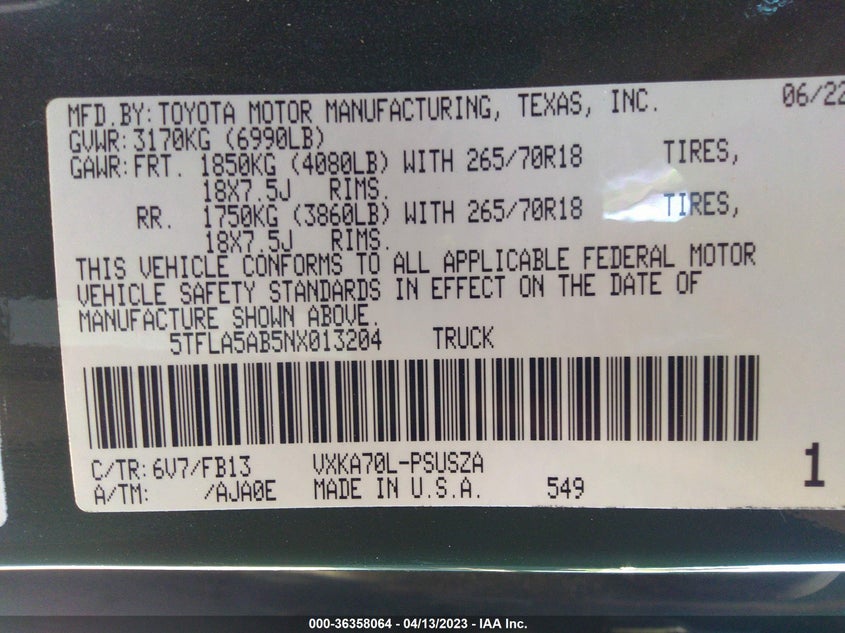 MFD.BY: TOYOTA MOTOR MANUFACTURING, TEXAS, INC. 06/22
GVWR: 3170KG (6990LB)
GAWR: FRT. 1850KG (4080LB) WITH 265/70R18 TIRES,
18X7.5J RIMS.
RR. 1750KG (3860LB) WITH 265/70R18 TIRES,
18X7.5J RIMS.
THIS VEHICLE CONFORMS TO ALL APPLICABLE FEDERAL MOTOR
VEHICLE SAFETY STANDARDS IN EFFECT ON THE DATE OF
MANUFACTURE SHOWN ABOVE.
5TFLA5AB5NX013204 TRUCK
C/TR: 6V7/FB13 VXKA70L-PSUSZA
A/TM: /AJA0E MADE IN U.S.A. 549 1
000-36358064 - 04/13/2023 - IAA Inc.